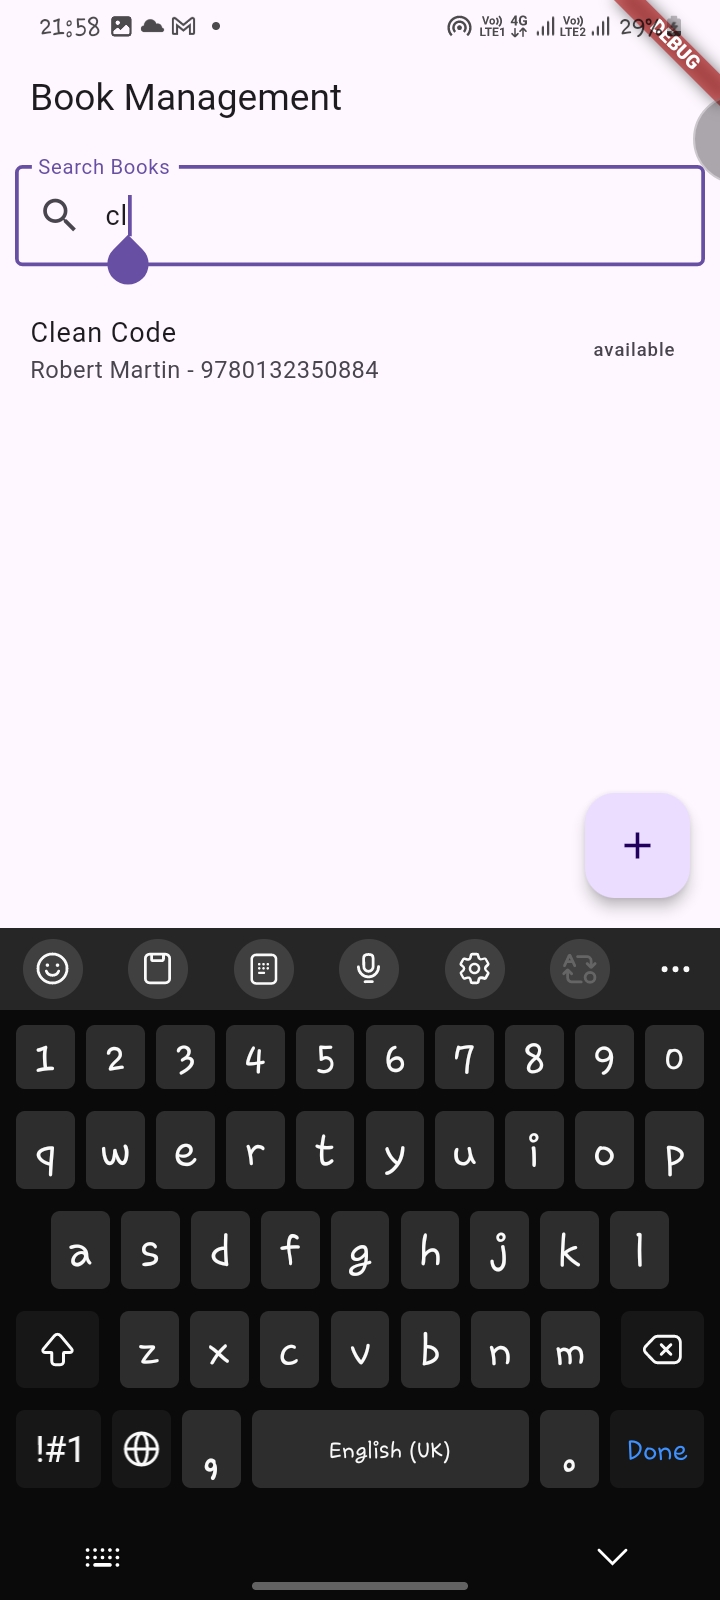 21:58 Vo)) LTE1 4G Vo)) LTE2 29%
DEBUG
Book Management
Search Books
cl
Clean Code
Robert Martin - 9780132350884
available
+
1 2 3 4 5 6 7 8 9 0
q w e r t y u i o p
a s d f g h j k l
z x c v b n m
!#1 , English (UK) . Done